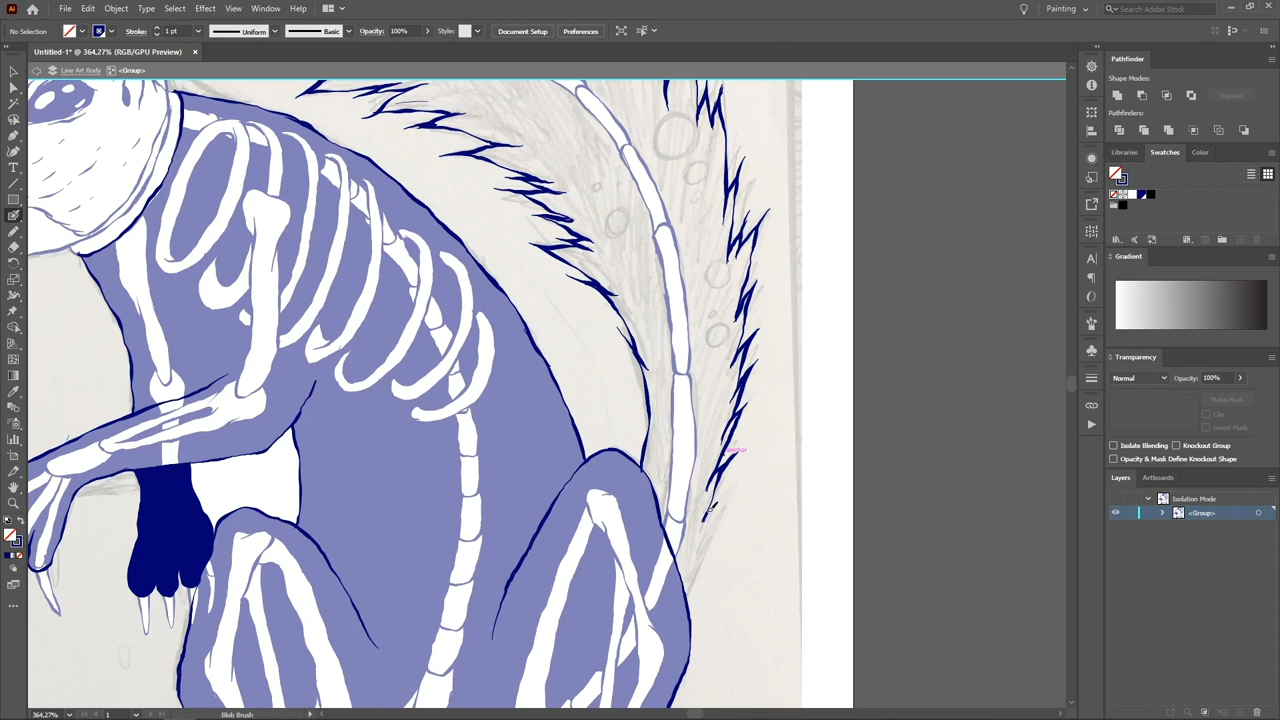 Ai File Edit Object Type Select Effect View Window Help Painting Search Adobe Stock
No Selection Stroke: 1 pt Uniform Basic Opacity: 100% Style: Document Setup Preferences
Untitled-1* @ 364,27% (RGB/GPU Preview) ×
Line Art Body <Group>
Pathfinder
Shape Modes:
Expand
Pathfinders:
Libraries Swatches Color
Gradient
Transparency
Normal Opacity: 100%
Make Mask
Clip
Invert Mask
anchor
Isolate Blending Knockout Group
Opacity & Mask Define Knockout Shape
Layers Artboards
Isolation Mode
<Group>
364,27% 1 Blob Brush